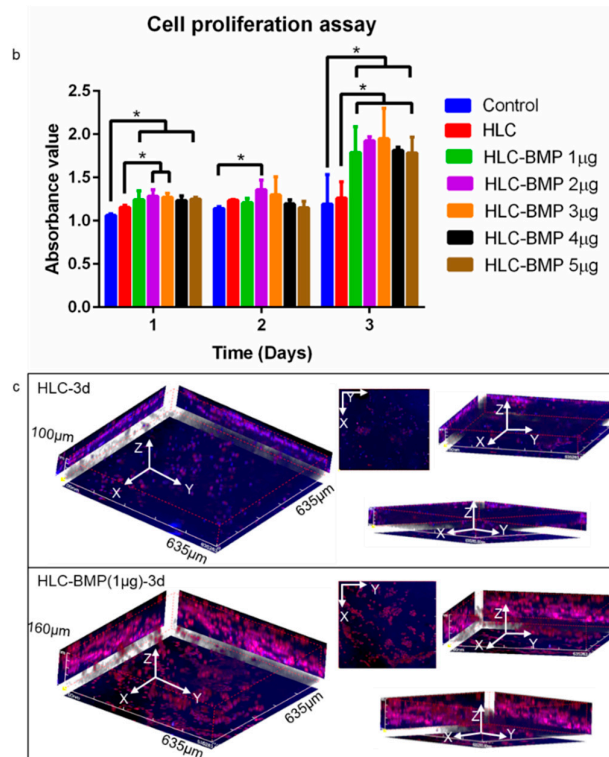 Cell proliferation assay
b
Absorbance value
2.5
2.0
1.5
1.0
0.5
0.0
* * * * *
1 2 3
Time (Days)
Control
HLC
HLC-BMP 1μg
HLC-BMP 2μg
HLC-BMP 3μg
HLC-BMP 4μg
HLC-BMP 5μg
c
HLC-3d
100μm
Z
X
Y
635μm
635μm
Y
X
Z
X
Y
Z
X
Y
HLC-BMP(1μg)-3d
160μm
Z
X
Y
635μm
635μm
Y
X
Z
X
Y
Z
X
Y